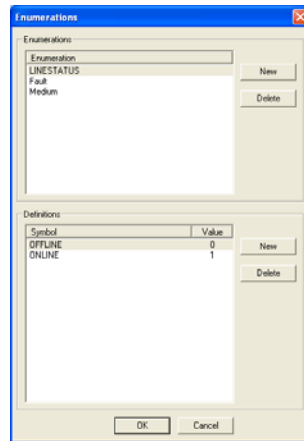 Enumerations
Enumerations
Enumeration
LINESTATUS
Fault
Medium
New
Delete
Definitions
Symbol Value
OFFLINE 0
ONLINE 1
New
Delete
OK Cancel